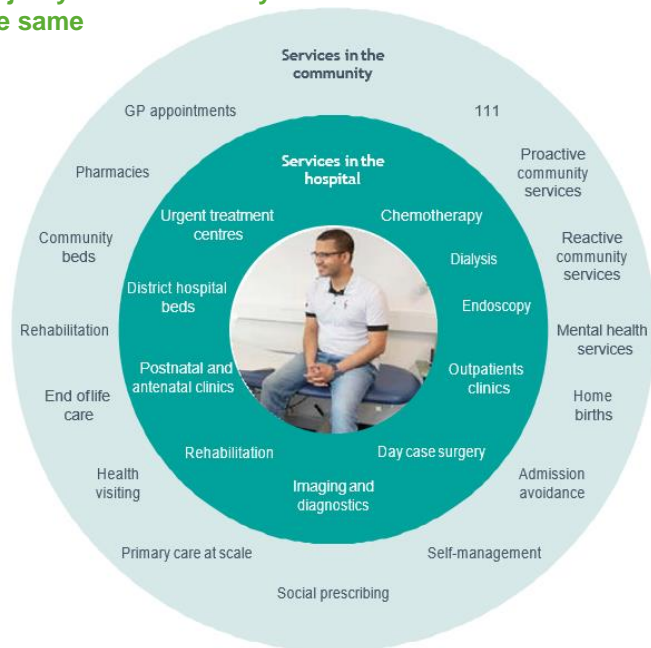 e same
Services in the
community
GP appointments
111
Pharmacies
Proactive
community
services
Community
beds
Reactive
community
services
Rehabilitation
Mental health
services
End of life
care
Home
births
Health
visiting
Admission
avoidance
Primary care at scale
Self-management
Social prescribing
Services in the
hospital
Urgent treatment
centres
Chemotherapy
Dialysis
District hospital
beds
Endoscopy
Postnatal and
antenatal clinics
Outpatients
clinics
Rehabilitation
Day case surgery
Imaging and
diagnostics